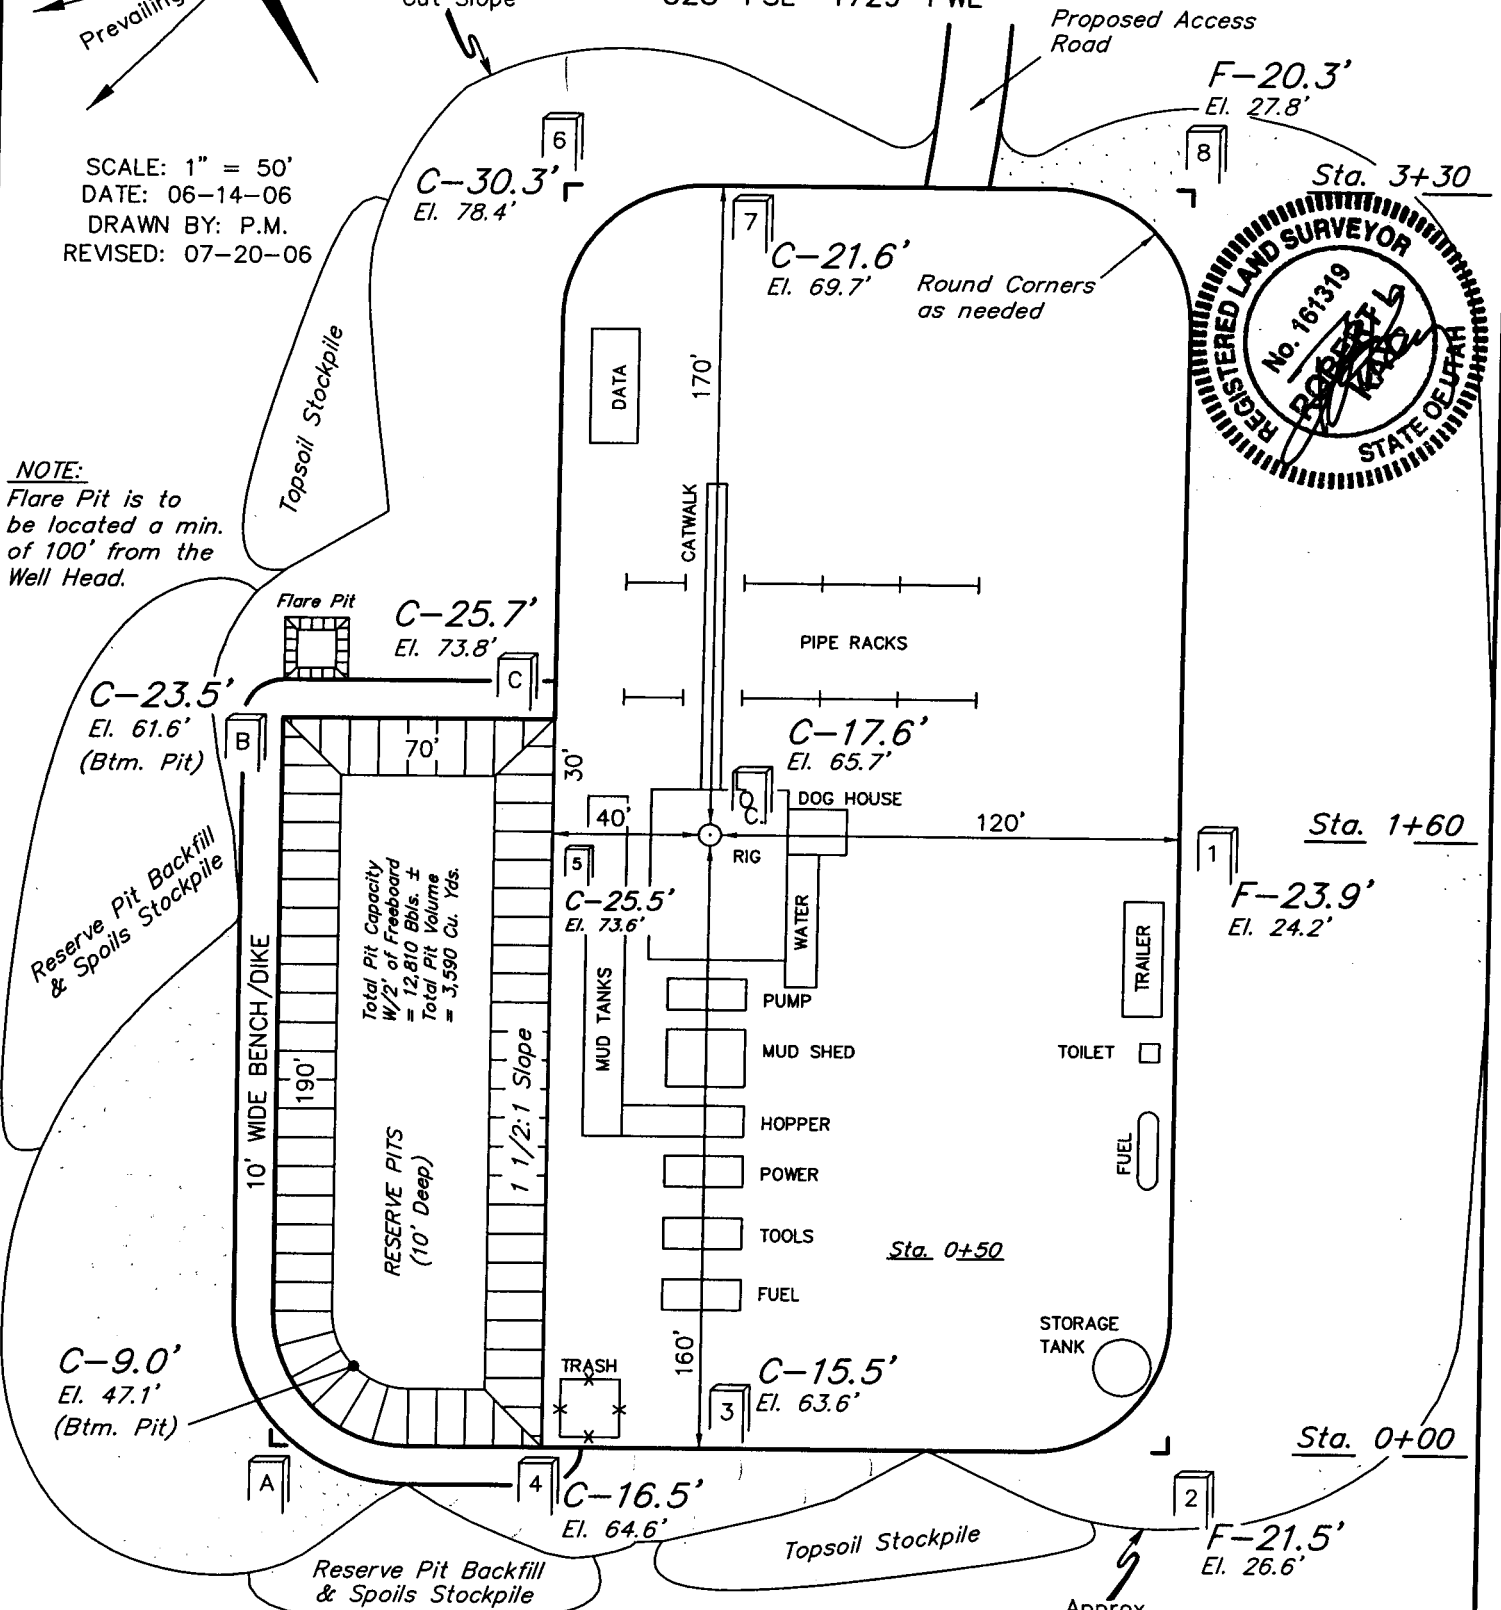 Prevailing
Cut Slope
Proposed Access
Road
F-20.3'
El. 27.8'
SCALE: 1" = 50'
DATE: 06-14-06
DRAWN BY: P.M.
REVISED: 07-20-06
6
C-30.3'
El. 78.4'
8
Sta. 3+30
7
C-21.6'
El. 69.7'
Round Corners
as needed
REGISTERED LAND SURVEYOR
No. 161319
ROBERT L.
STATE OF UTAH
170'
DATA
Topsoil Stockpile
NOTE:
Flare Pit is to
be located a min.
of 100' from the
Well Head.
CATWALK
Flare Pit
C-25.7'
El. 73.8'
C
PIPE RACKS
C-23.5'
El. 61.6'
(Btm. Pit)
B
70'
30'
C-17.6'
El. 65.7'
DOG HOUSE
40'
RIG
120'
Sta. 1+60
1
F-23.9'
El. 24.2'
5
C-25.5'
El. 73.6'
Reserve Pit Backfill
& Spoils Stockpile
Total Pit Capacity
W/2' of Freeboard
= 12,810 Bbls. ±
Total Pit Volume
= 3,590 Cu. Yds.
WATER
TRAILER
10' WIDE BENCH/DIKE
190'
1 1/2:1 Slope
MUD TANKS
PUMP
MUD SHED
TOILET
HOPPER
RESERVE PITS
(10' Deep)
POWER
FUEL
TOOLS
Sta. 0+50
FUEL
STORAGE
TANK
160'
C-9.0'
El. 47.1'
(Btm. Pit)
TRASH
3
C-15.5'
El. 63.6'
Sta. 0+00
A
4
C-16.5'
El. 64.6'
2
F-21.5'
El. 26.6'
Topsoil Stockpile
Reserve Pit Backfill
& Spoils Stockpile
Approx.